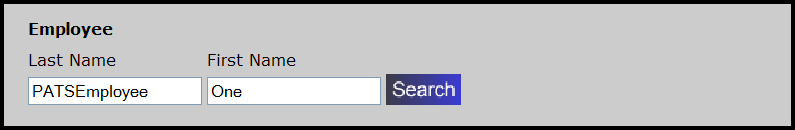 Employee
Last Name First Name
PATSEmployee One Search